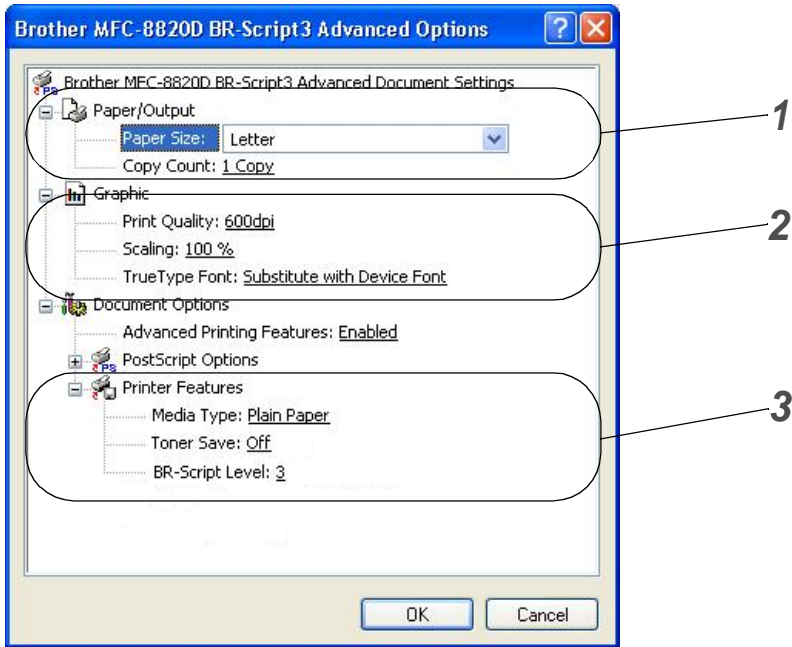 Brother MFC-8820D BR-Script3 Advanced Options
Brother MFC-8820D BR-Script3 Advanced Document Settings
Paper/Output
Paper Size: Letter
Copy Count: 1 Copy
1
Graphic
Print Quality: 600dpi
Scaling: 100 %
TrueType Font: Substitute with Device Font
2
Document Options
Advanced Printing Features: Enabled
PostScript Options
Printer Features
Media Type: Plain Paper
Toner Save: Off
BR-Script Level: 3
3
OK Cancel